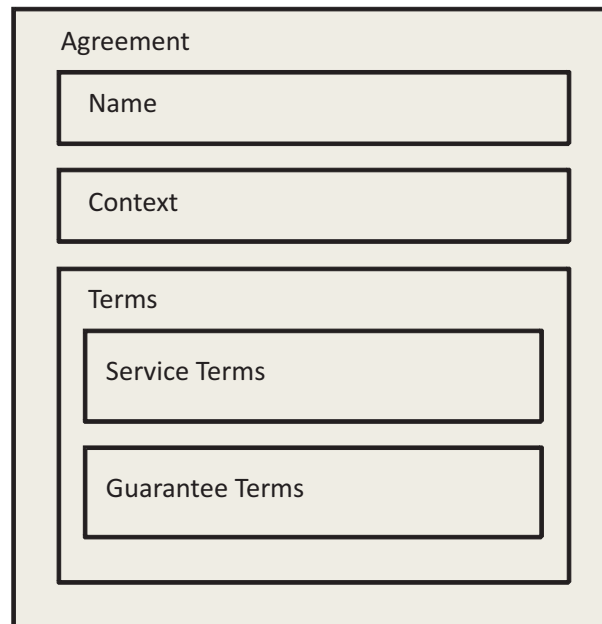 Agreement
Name
Context
Terms
Service Terms
Guarantee Terms